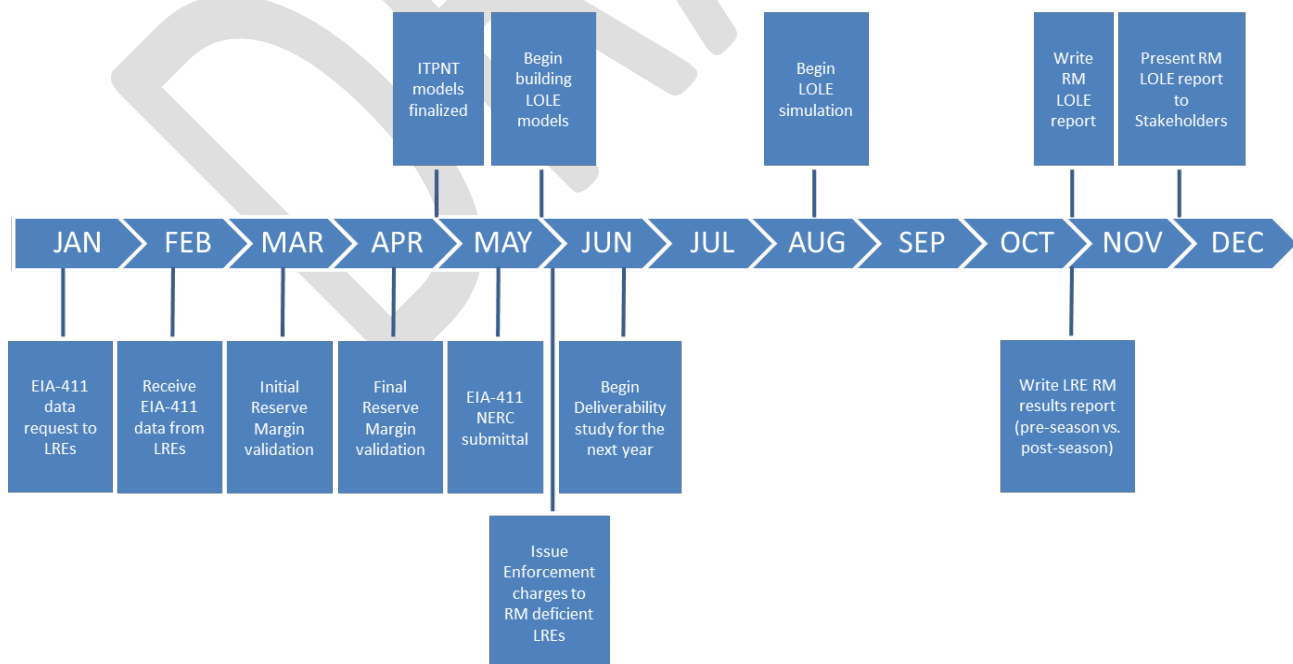 ITPNT
models
finalized
Begin
building
LOLE
models
Begin
LOLE
simulation
Write
RM
LOLE
report
Present RM
LOLE report
to
Stakeholders
JAN
FEB
MAR
APR
MAY
JUN
JUL
AUG
SEP
OCT
NOV
DEC
EIA-411
data
request to
LREs
Receive
EIA-411
data from
LREs
Initial
Reserve
Margin
validation
Final
Reserve
Margin
validation
EIA-411
NERC
submittal
Begin
Deliverability
study for the
next year
Write LRE RM
results report
(pre-season vs.
post-season)
Issue
Enforcement
charges to
RM deficient
LREs